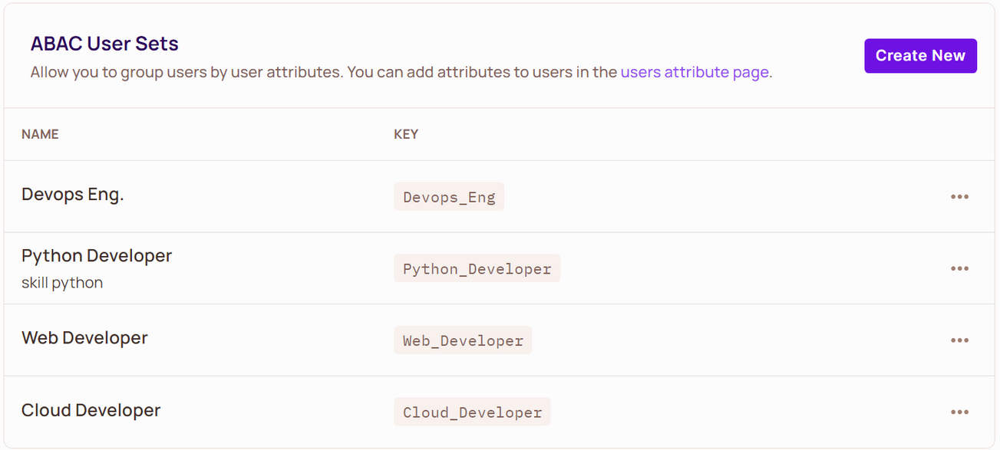 ABAC User Sets
Create New
Allow you to group users by user attributes. You can add attributes to users in the users attribute page.
NAME KEY
Devops Eng. Devops_Eng
Python Developer Python_Developer
skill python
Web Developer Web_Developer
Cloud Developer Cloud_Developer